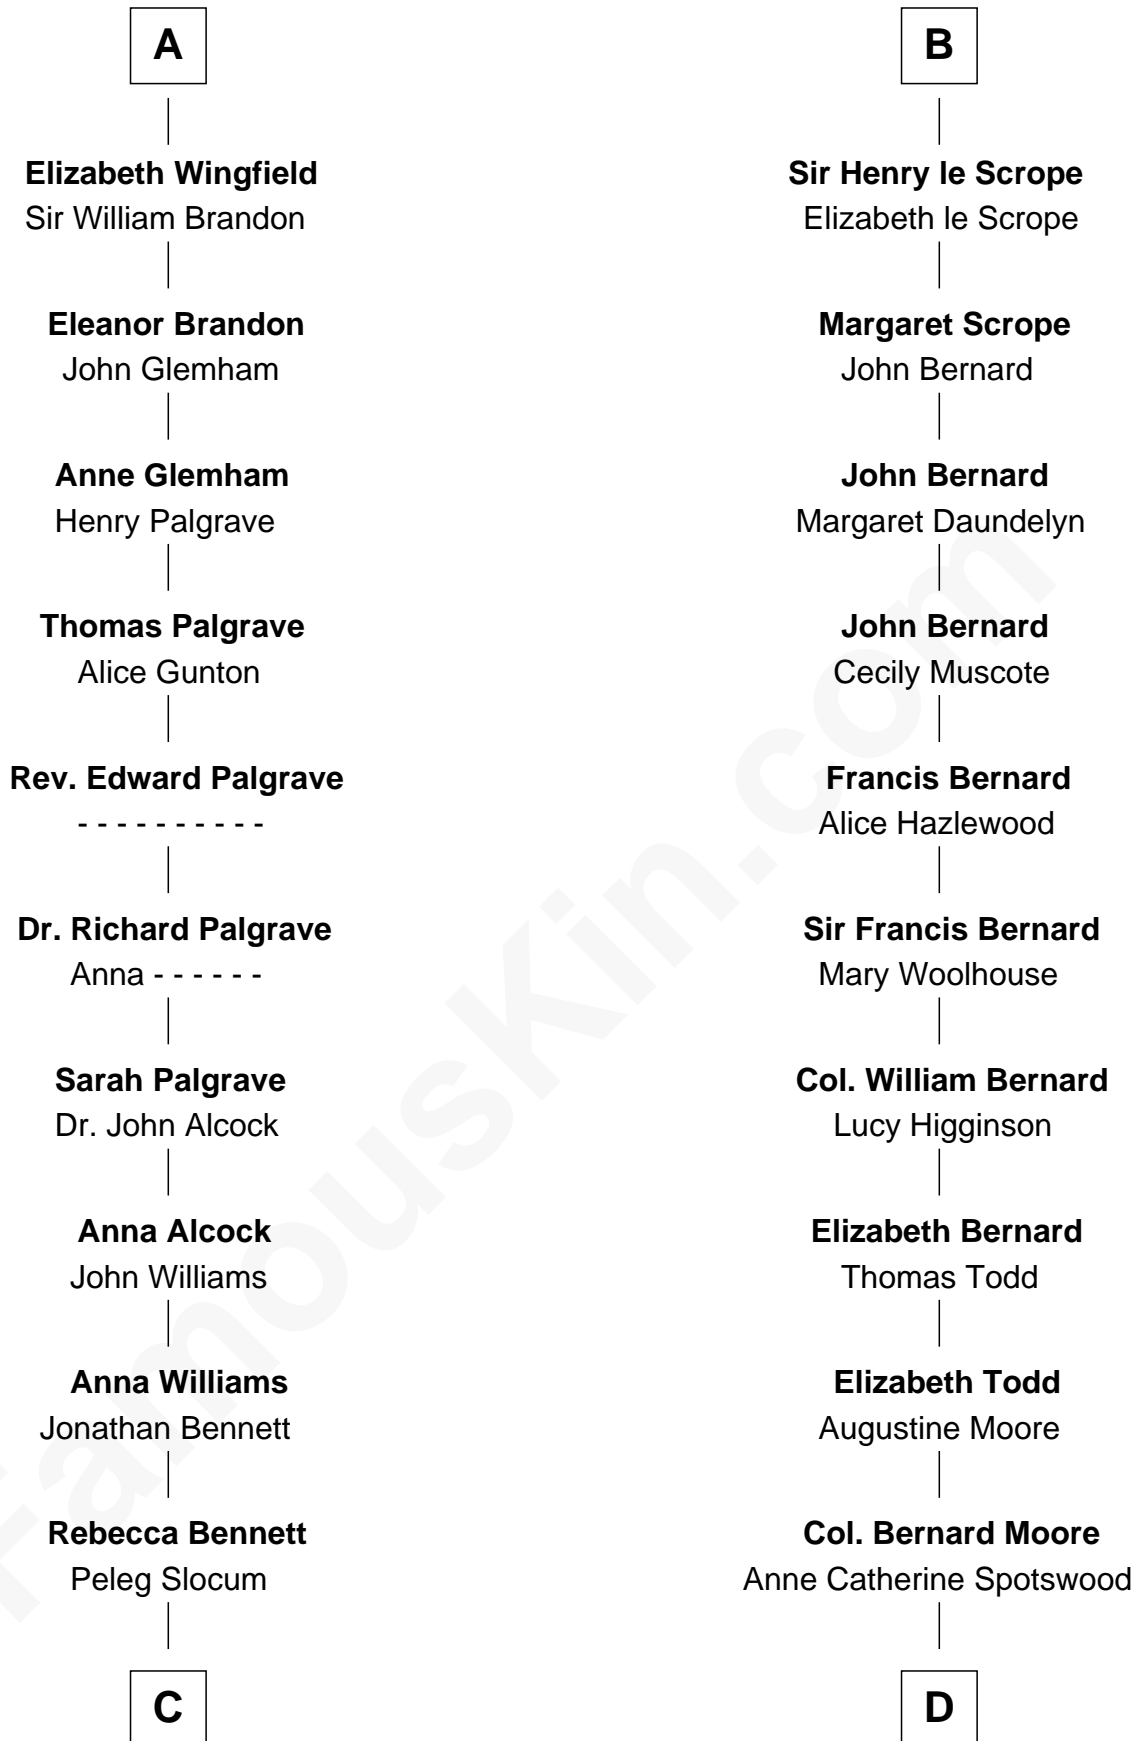 A
Elizabeth Wingfield
Sir William Brandon
Eleanor Brandon
John Glemham
Anne Glemham
Henry Palgrave
Thomas Palgrave
Alice Gunton
Rev. Edward Palgrave
- - - - - - - - - -
Dr. Richard Palgrave
Anna - - - - - -
Sarah Palgrave
Dr. John Alcock
Anna Alcock
John Williams
Anna Williams
Jonathan Bennett
Rebecca Bennett
Peleg Slocum
C
B
Sir Henry le Scrope
Elizabeth le Scrope
Margaret Scrope
John Bernard
John Bernard
Margaret Daundelyn
John Bernard
Cecily Muscote
Francis Bernard
Alice Hazlewood
Sir Francis Bernard
Mary Woolhouse
Col. William Bernard
Lucy Higginson
Elizabeth Bernard
Thomas Todd
Elizabeth Todd
Augustine Moore
Col. Bernard Moore
Anne Catherine Spotswood
D
FamousKin.com